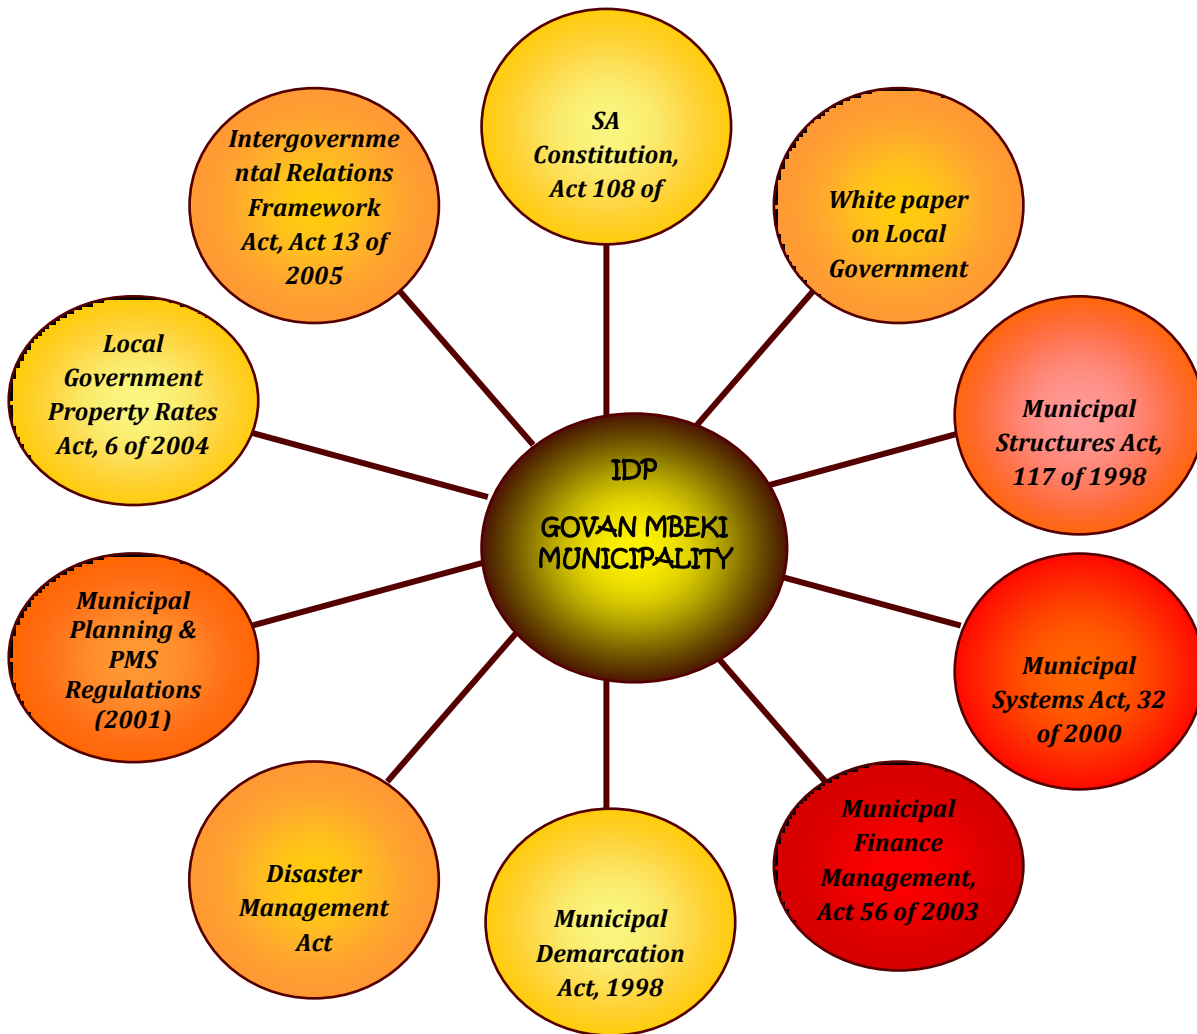 SA
Constitution,
Act 108 of
White paper
on Local
Government
Municipal
Structures Act,
117 of 1998
Municipal
Systems Act, 32
of 2000
Municipal
Finance
Management,
Act 56 of 2003
Municipal
Demarcation
Act, 1998
Disaster
Management
Act
Municipal
Planning &
PMS
Regulations
(2001)
Local
Government
Property Rates
Act, 6 of 2004
Intergovernme
ntal Relations
Framework
Act, Act 13 of
2005
IDP
GOVAN MBEKI
MUNICIPALITY